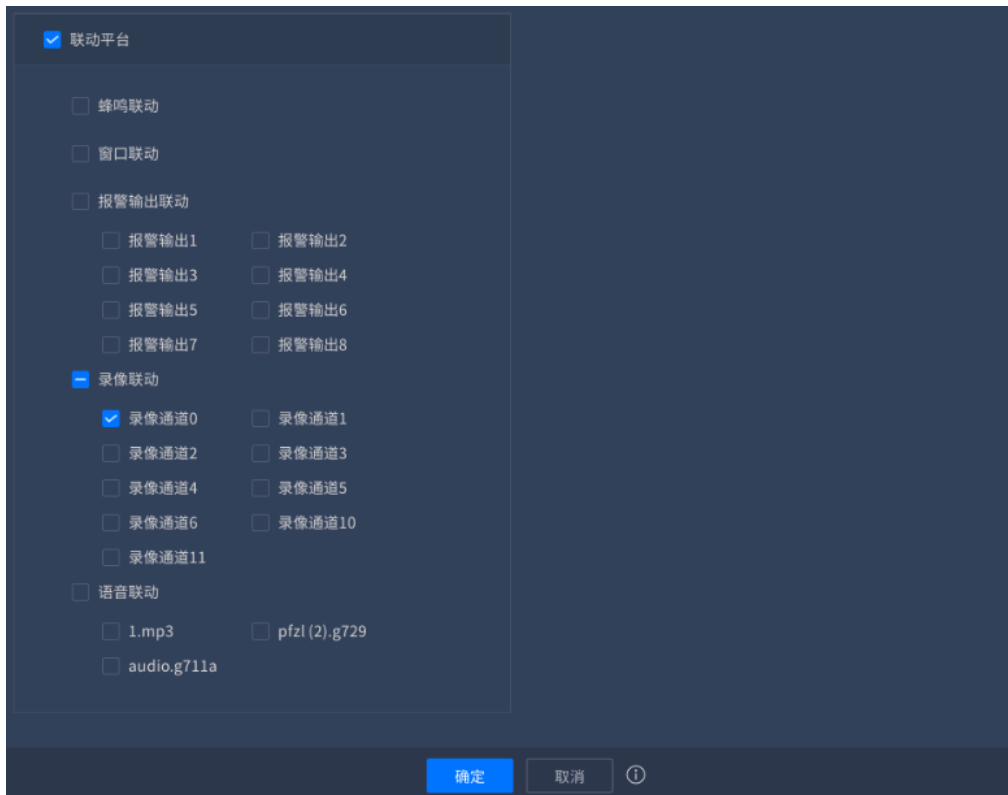 联动平台
蜂鸣联动
窗口联动
报警输出联动
报警输出1 报警输出2
报警输出3 报警输出4
报警输出5 报警输出6
报警输出7 报警输出8
录像联动
录像通道0 录像通道1
录像通道2 录像通道3
录像通道4 录像通道5
录像通道6 录像通道10
录像通道11
语音联动
1.mp3 pfzl (2).g729
audio.g711a
确定 取消